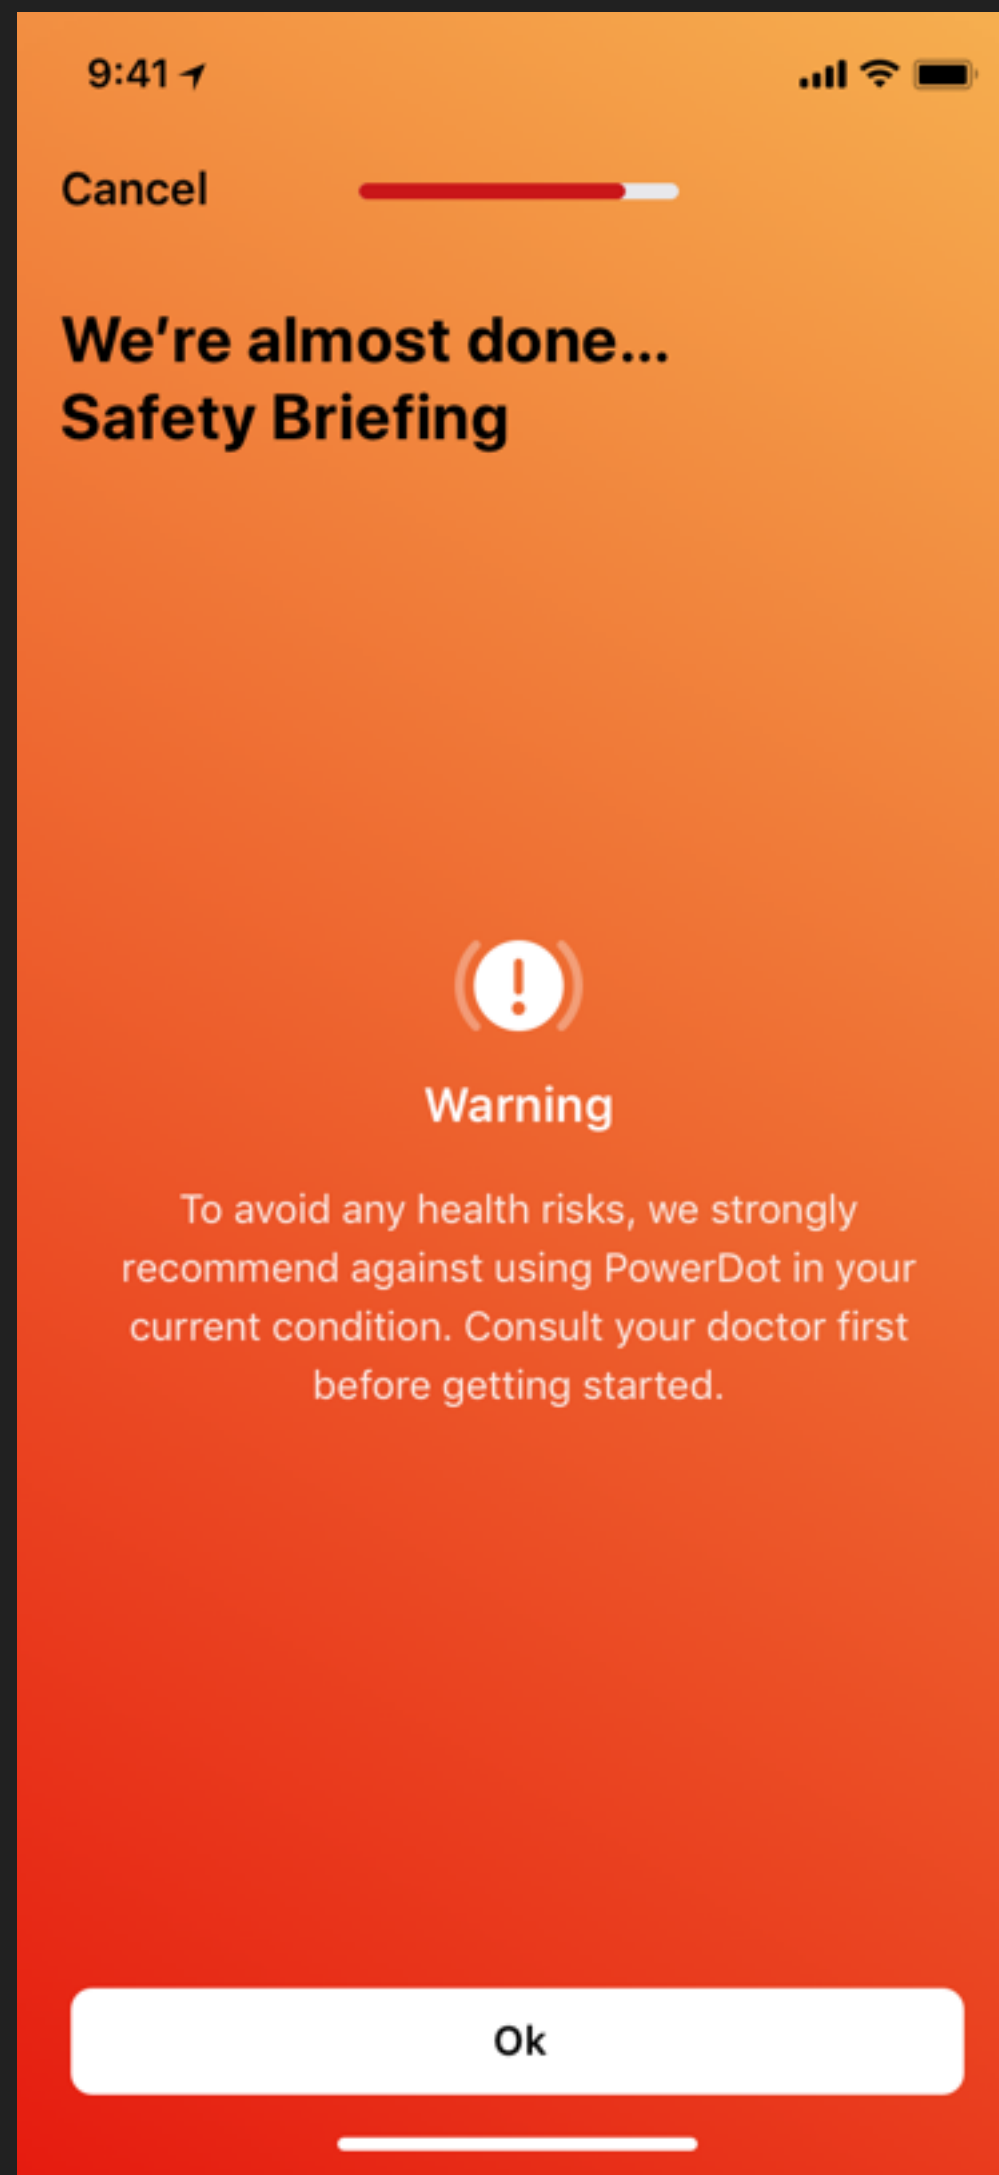 9:41
Cancel
We’re almost done...
Safety Briefing
Warning
To avoid any health risks, we strongly
recommend against using PowerDot in your
current condition. Consult your doctor first
before getting started.
Ok